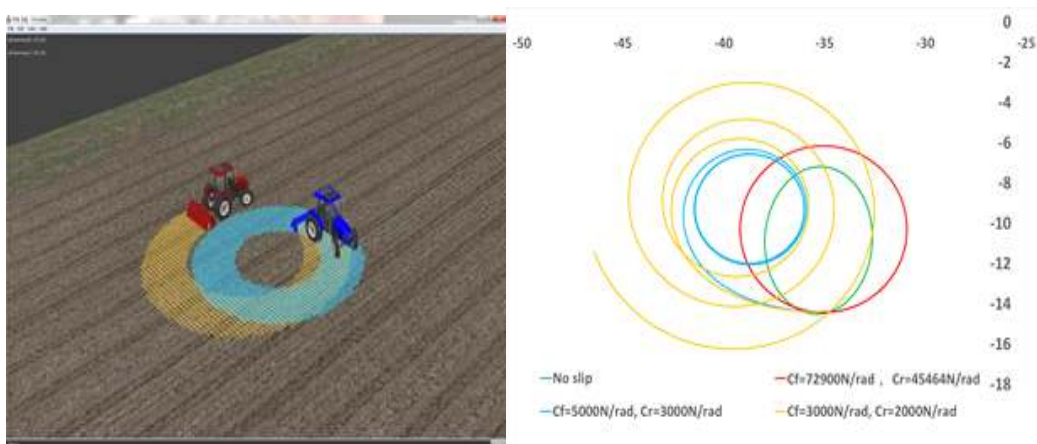 0
-50 -45 -40 -35 -30 -25
-2
-4
-6
-8
-10
-12
-14
-16
-18
No slip
Cf=72900N/rad , Cr=45464N/rad
Cf=5000N/rad, Cr=3000N/rad
Cf=3000N/rad, Cr=2000N/rad